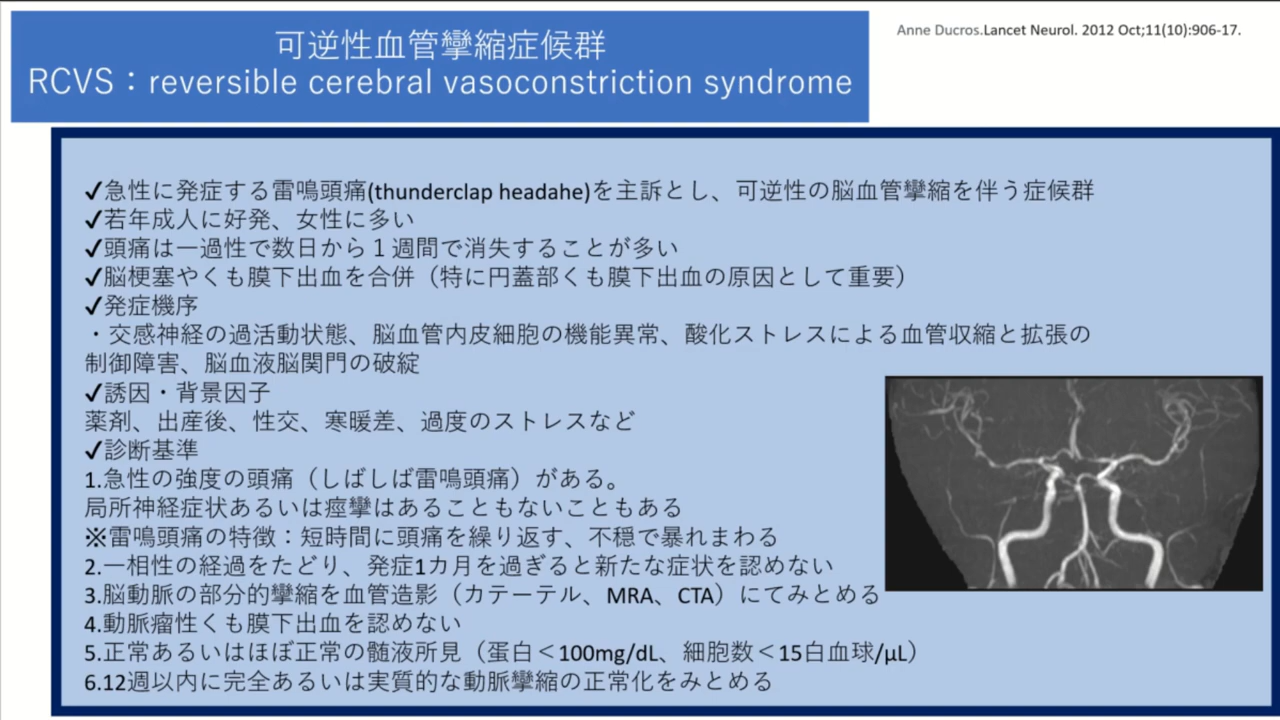 可逆性血管攣縮症候群
RCVS：reversible cerebral vasoconstriction syndrome
Anne Ducros.Lancet Neurol. 2012 Oct;11(10):906-17.
✓急性に発症する雷鳴頭痛(thunderclap headahe)を主訴とし、可逆性の脳血管攣縮を伴う症候群
✓若年成人に好発、女性に多い
✓頭痛は一過性で数日から１週間で消失することが多い
✓脳梗塞やくも膜下出血を合併（特に円蓋部くも膜下出血の原因として重要）
✓発症機序
・交感神経の過活動状態、脳血管内皮細胞の機能異常、酸化ストレスによる血管収縮と拡張の
制御障害、脳血液脳関門の破綻
✓誘因・背景因子
薬剤、出産後、性交、寒暖差、過度のストレスなど
✓診断基準
1.急性の強度の頭痛（しばしば雷鳴頭痛）がある。
局所神経症状あるいは痙攣はあることもないこともある
※雷鳴頭痛の特徴：短時間に頭痛を繰り返す、不穏で暴れまわる
2.一相性の経過をたどり、発症1カ月を過ぎると新たな症状を認めない
3.脳動脈の部分的攣縮を血管造影（カテーテル、MRA、CTA）にてみとめる
4.動脈瘤性くも膜下出血を認めない
5.正常あるいはほぼ正常の髄液所見（蛋白＜100mg/dL、細胞数＜15白血球/μL）
6.12週以内に完全あるいは実質的な動脈攣縮の正常化をみとめる